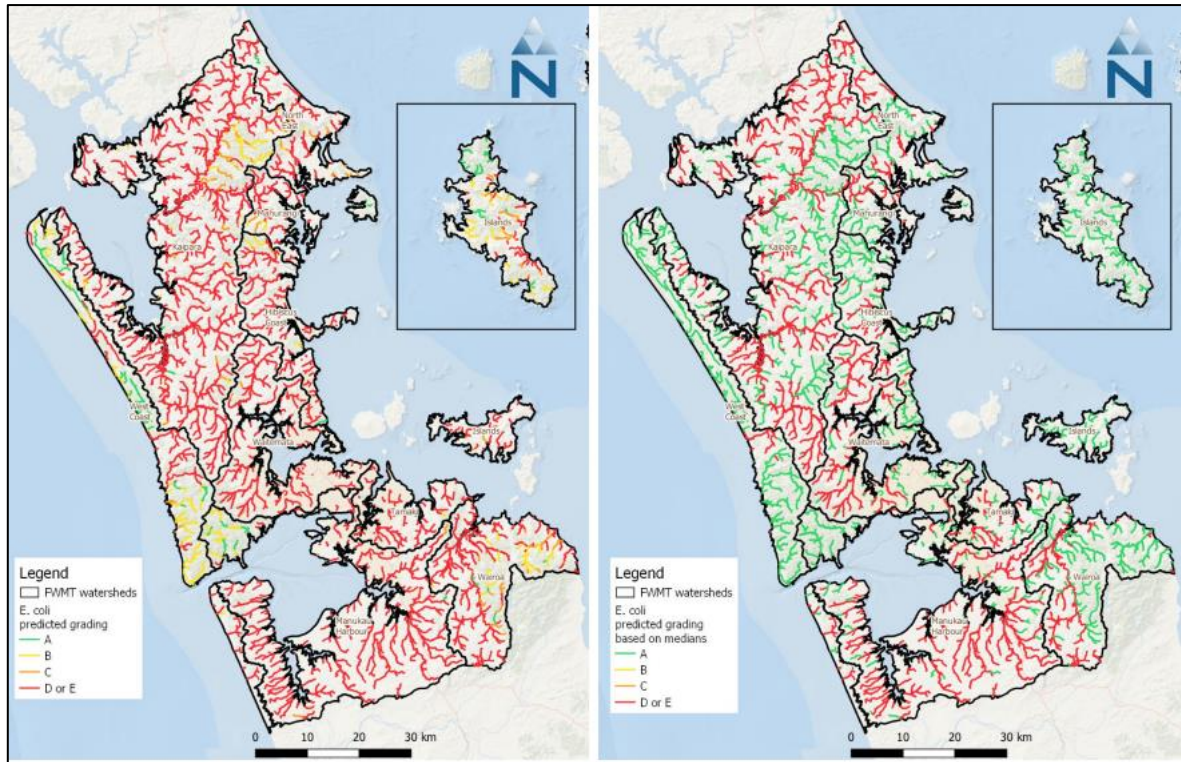 N
North
East
Mahurangi
Kaipara
Islands
Hibiscus
Coast
West
Coast
Waitemata
Islands
Tamaki
Wairoa
Manukau
Harbour
Legend
FWMT watersheds
E. coli
predicted grading
A
B
C
D or E
0 10 20 30 km
N
North
East
Mahurangi
Kaipara
Islands
Hibiscus
Coast
West
Coast
Waitemata
Islands
Tamaki
Wairoa
Manukau
Harbour
Legend
FWMT watersheds
E. coli
predicted grading
based on medians
A
B
C
D or E
0 10 20 30 km